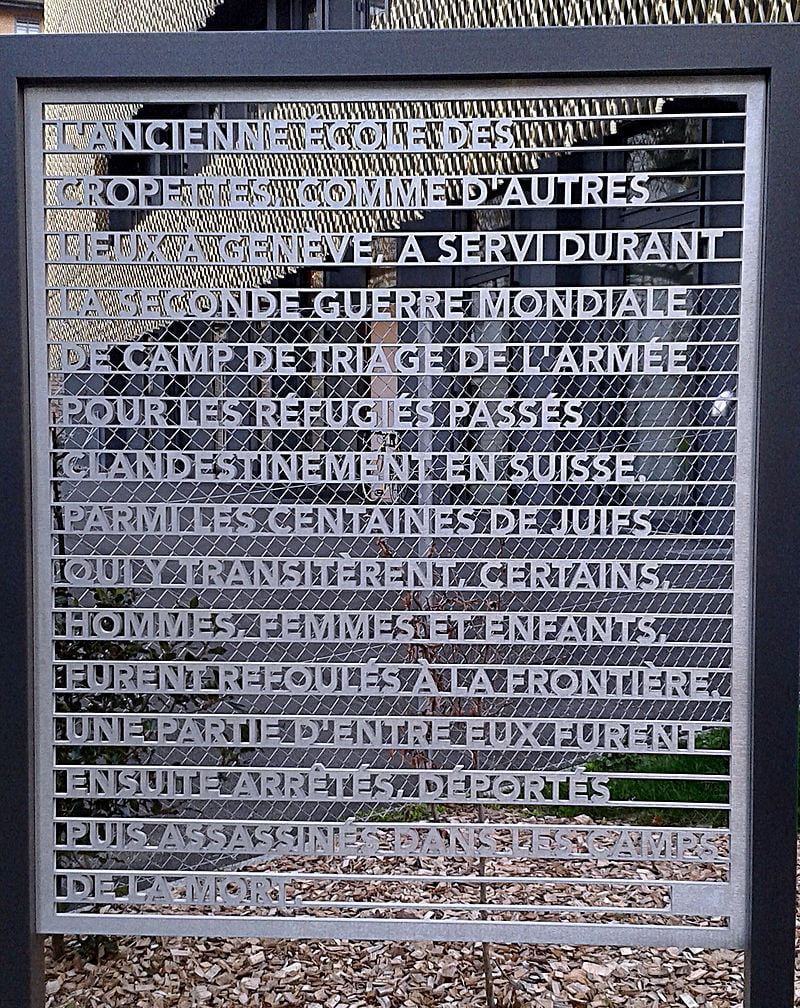 L'ANCIENNE ÉCOLE DES
CROPETTES, COMME D'AUTRES
LIEUX À GENÈVE, A SERVI DURANT
LA SECONDE GUERRE MONDIALE
DE CAMP DE TRIAGE DE L'ARMÉE
POUR LES RÉFUGIÉS PASSÉS
CLANDESTINEMENT EN SUISSE.
PARMI LES CENTAINES DE JUIFS
QUI Y TRANSITÈRENT, CERTAINS,
HOMMES, FEMMES ET ENFANTS,
FURENT REFOULÉS À LA FRONTIÈRE.
UNE PARTIE D'ENTRE EUX FURENT
ENSUITE ARRÊTÉS, DÉPORTÉS
PUIS ASSASSINÉS DANS LES CAMPS
DE LA MORT.